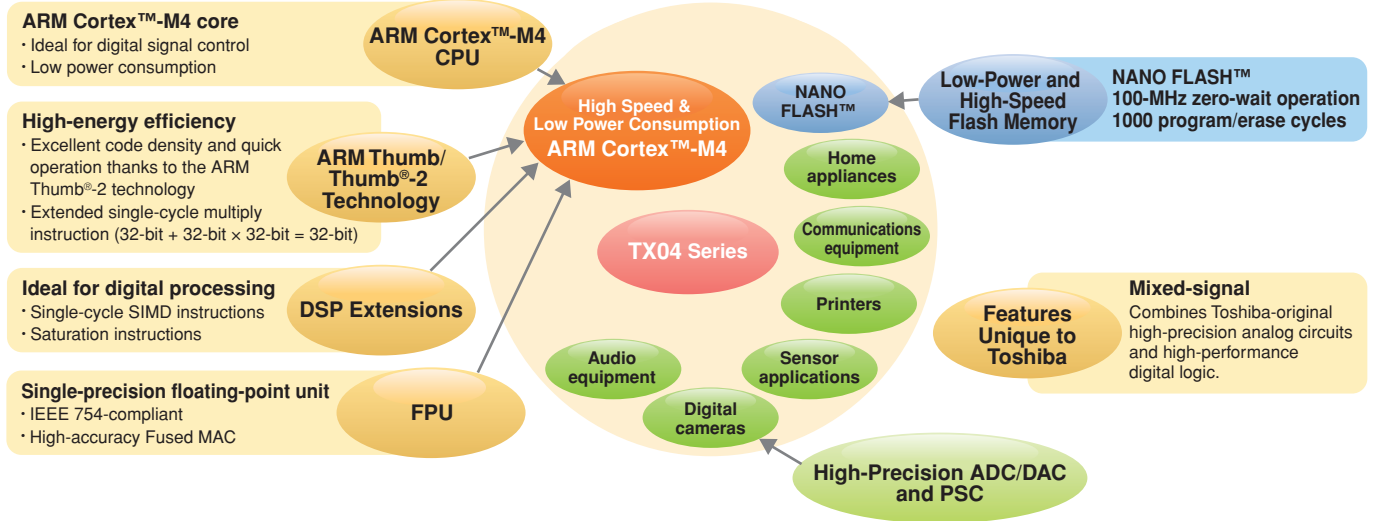 ARM Cortex™-M4 core
・Ideal for digital signal control
・Low power consumption
ARM Cortex™-M4
CPU
High-energy efficiency
・Excellent code density and quick
operation thanks to the ARM
Thumb®-2 technology
・Extended single-cycle multiply
instruction (32-bit + 32-bit × 32-bit = 32-bit)
ARM Thumb/
Thumb®-2
Technology
Ideal for digital processing
・Single-cycle SIMD instructions
・Saturation instructions
DSP Extensions
Single-precision floating-point unit
・IEEE 754-compliant
・High-accuracy Fused MAC
FPU
High Speed &
Low Power Consumption
ARM Cortex™-M4
TX04 Series
NANO
FLASH™
Home
appliances
Communications
equipment
Printers
Sensor
applications
Digital
cameras
Audio
equipment
Low-Power and
High-Speed
Flash Memory
NANO FLASH™
100-MHz zero-wait operation
1000 program/erase cycles
Features
Unique to
Toshiba
Mixed-signal
Combines Toshiba-original
high-precision analog circuits
and high-performance
digital logic.
High-Precision ADC/DAC
and PSC